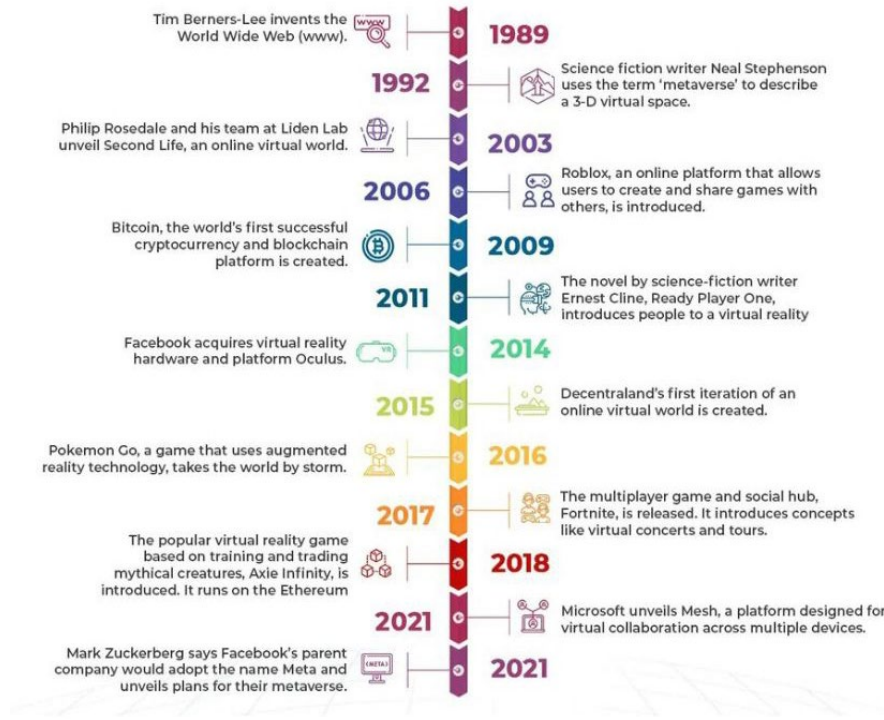 Tim Berners-Lee invents the
World Wide Web (www).
WWW
1989
1992
Science fiction writer Neal Stephenson
uses the term ‘metaverse’ to describe
a 3-D virtual space.
Philip Rosedale and his team at Liden Lab
unveil Second Life, an online virtual world.
2003
2006
Roblox, an online platform that allows
users to create and share games with
others, is introduced.
Bitcoin, the world’s first successful
cryptocurrency and blockchain
platform is created.
2009
2011
The novel by science-fiction writer
Ernest Cline, Ready Player One,
introduces people to a virtual reality
Facebook acquires virtual reality
hardware and platform Oculus.
VR
2014
2015
Decentraland’s first iteration of an
online virtual world is created.
Pokemon Go, a game that uses augmented
reality technology, takes the world by storm.
2016
2017
The multiplayer game and social hub,
Fortnite, is released. It introduces concepts
like virtual concerts and tours.
The popular virtual reality game
based on training and trading
mythical creatures, Axie Infinity, is
introduced. It runs on the Ethereum
2018
2021
Microsoft unveils Mesh, a platform designed for
virtual collaboration across multiple devices.
Mark Zuckerberg says Facebook’s parent
company would adopt the name Meta and
unveils plans for their metaverse.
META
2021